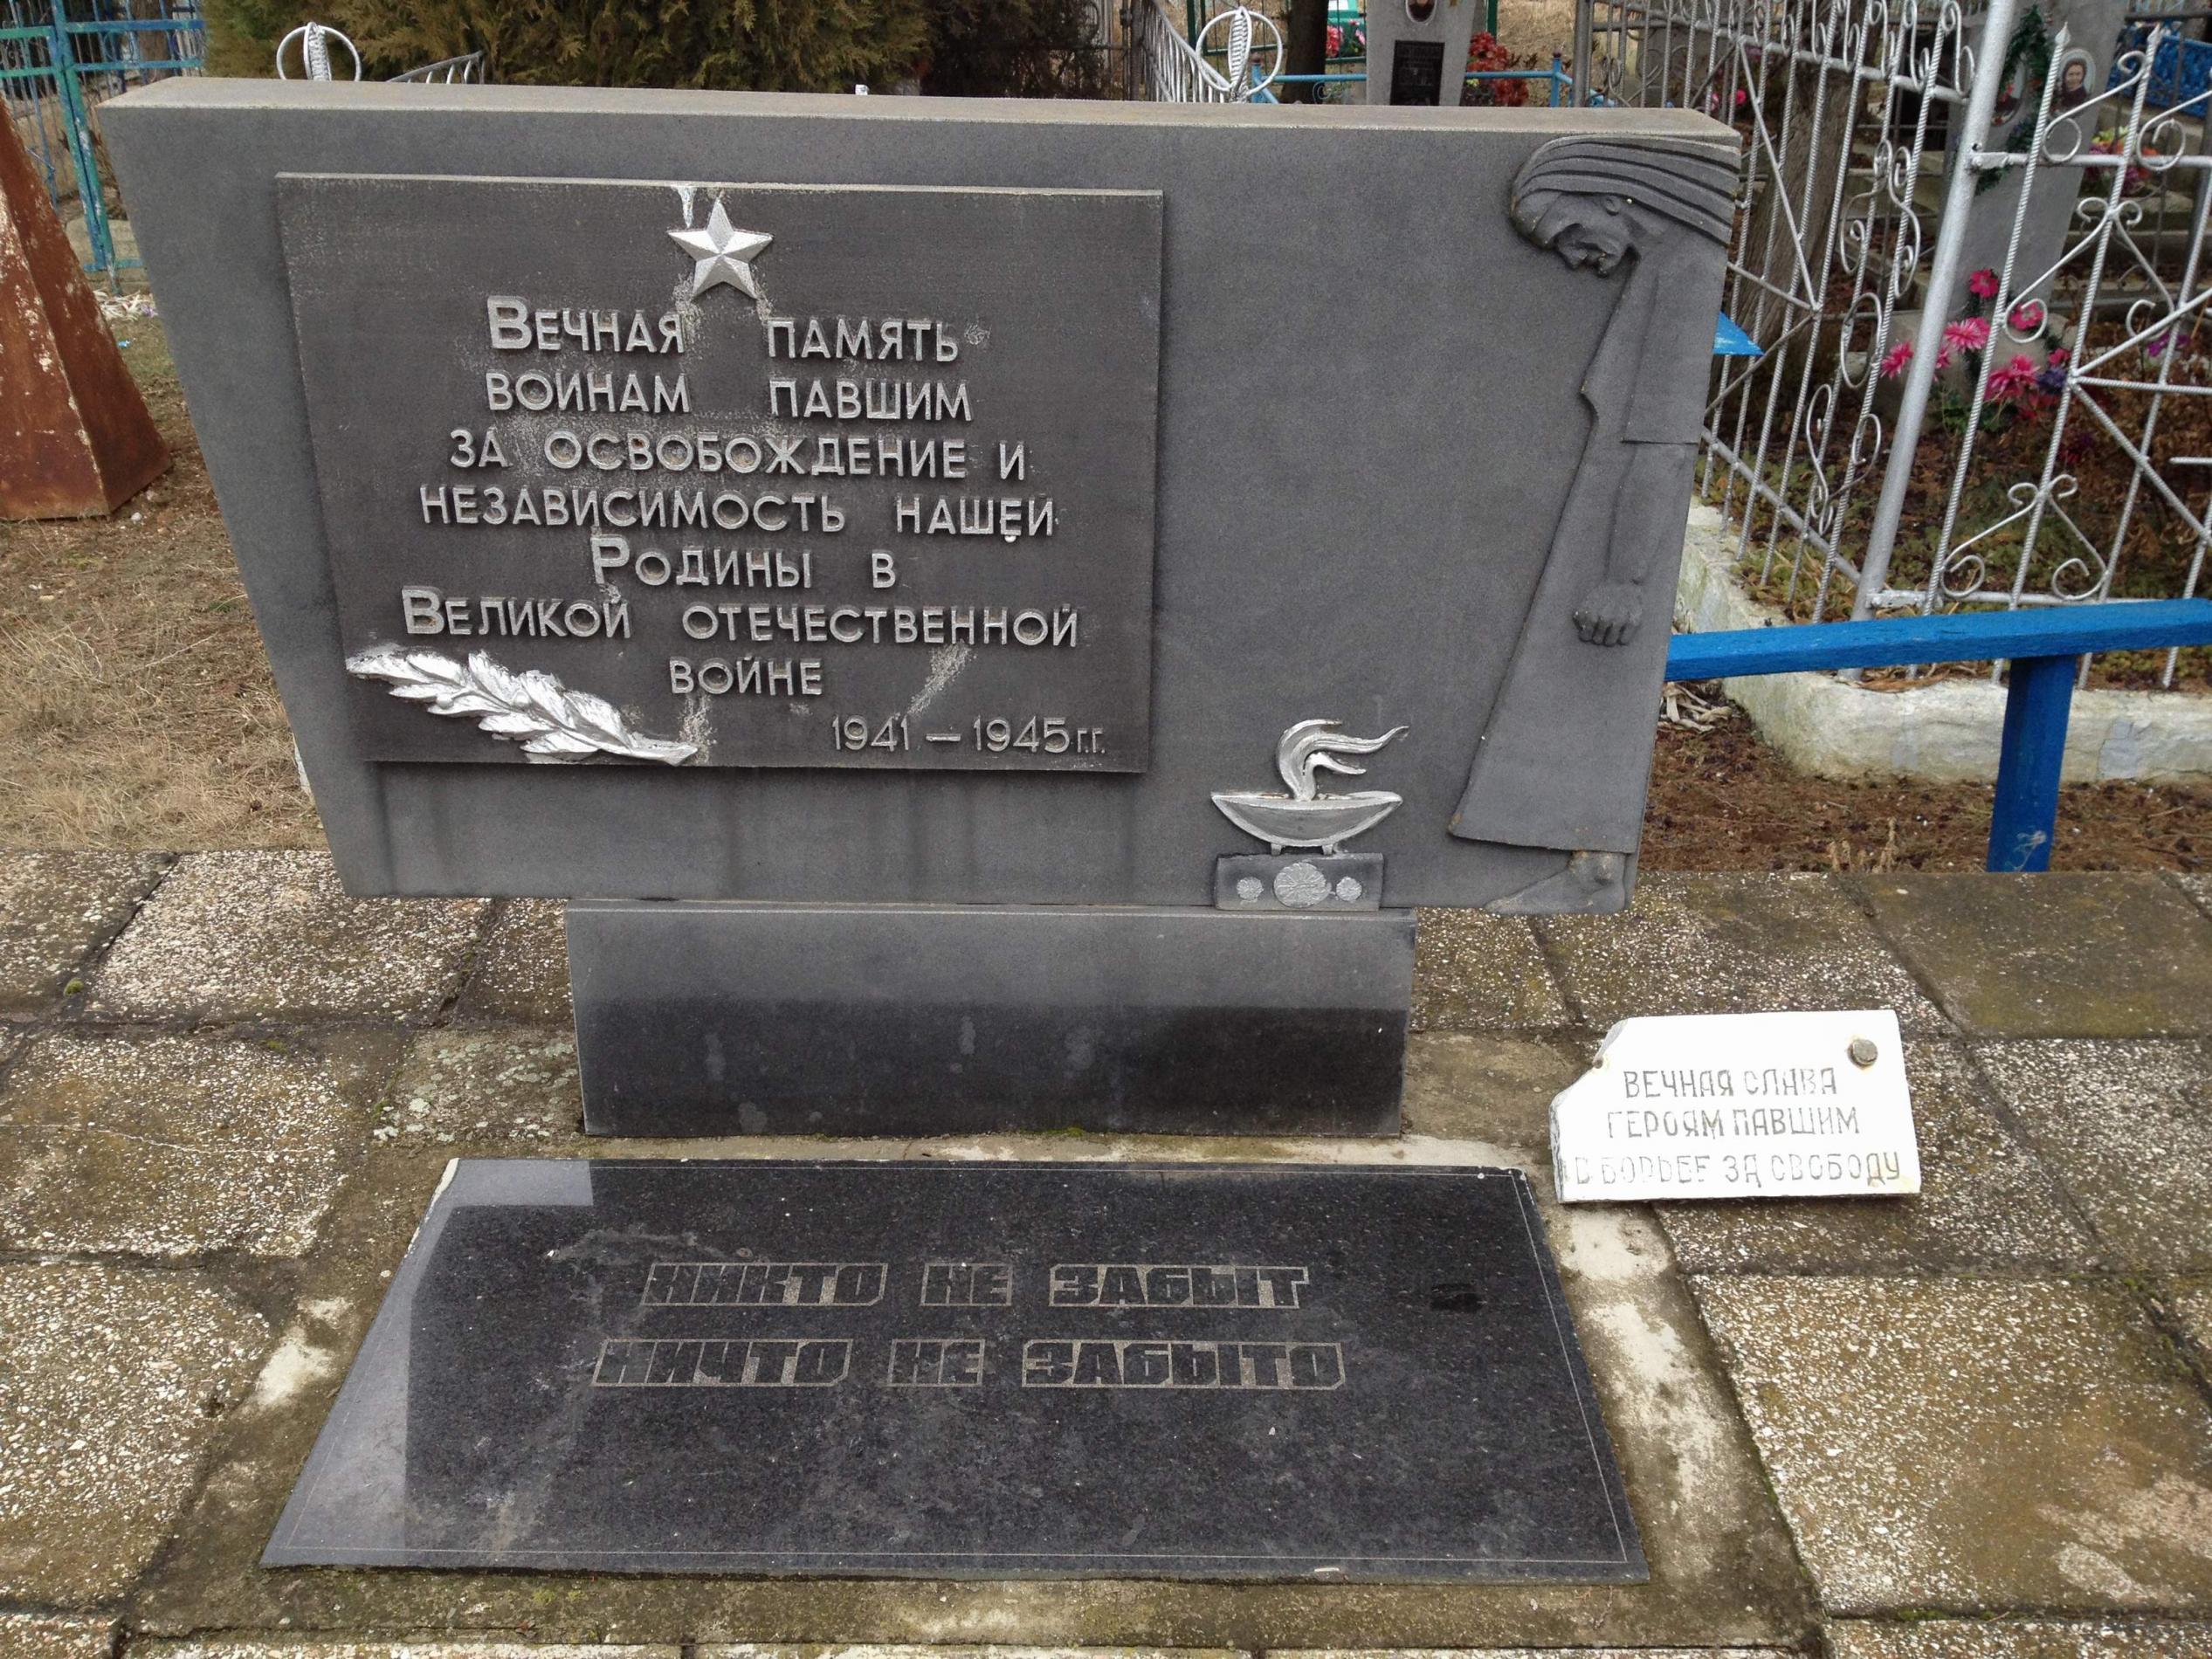 Вечная память
воинам павшим
за освобождение и
независимость нашей
Родины в
Великой отечественной
войне
1941 – 1945 г.г.
ВЕЧНАЯ СЛАВА
ГЕРОЯМ ПАВШИМ
В БОРЬБЕ ЗА СВОБОДУ
НИКТО НЕ ЗАБЫТ
НИЧТО НЕ ЗАБЫТО